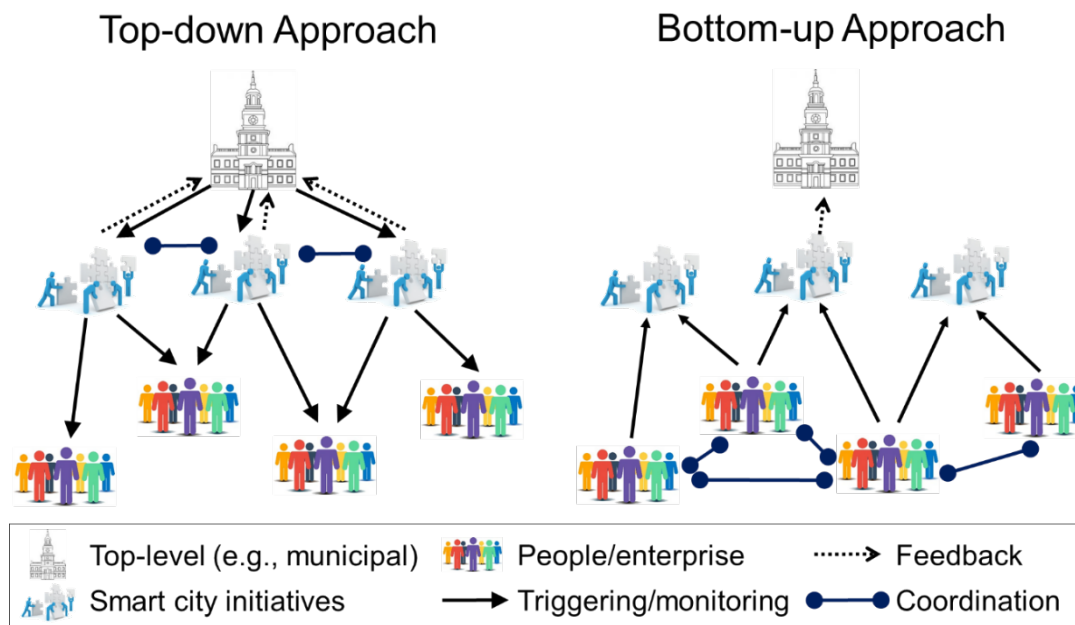 Top-down Approach
Bottom-up Approach
Top-level (e.g., municipal)
People/enterprise
Feedback
Smart city initiatives
Triggering/monitoring
Coordination